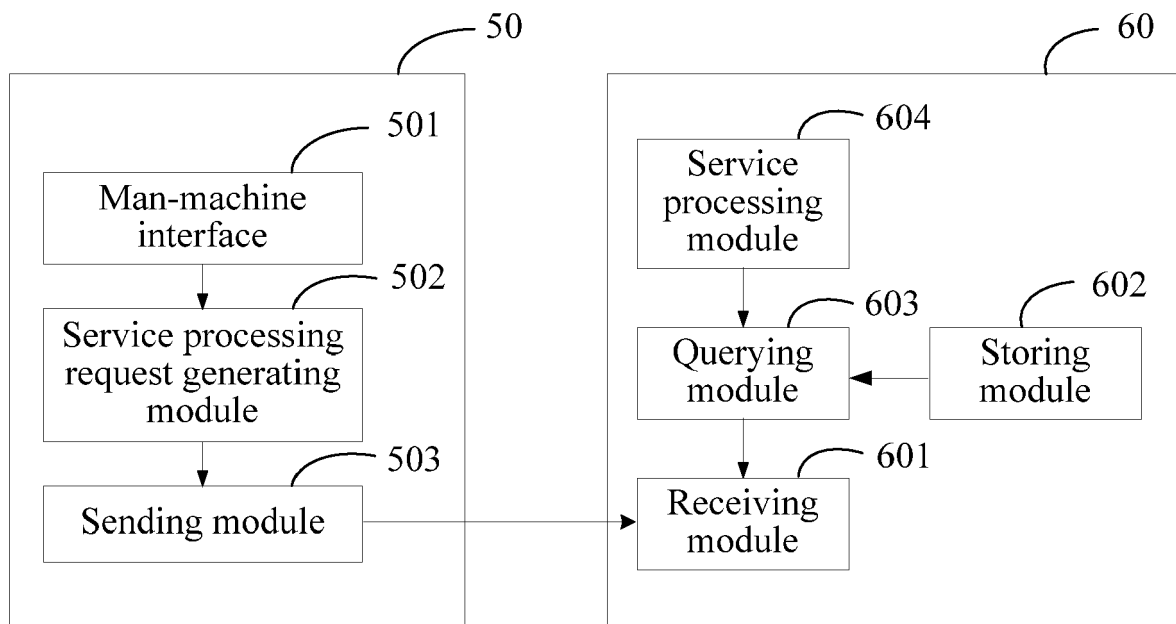 50
501
Man-machine
interface
502
Service processing
request generating
module
503
Sending module
60
604
Service
processing
module
603
Querying
module
602
Storing
module
601
Receiving
module